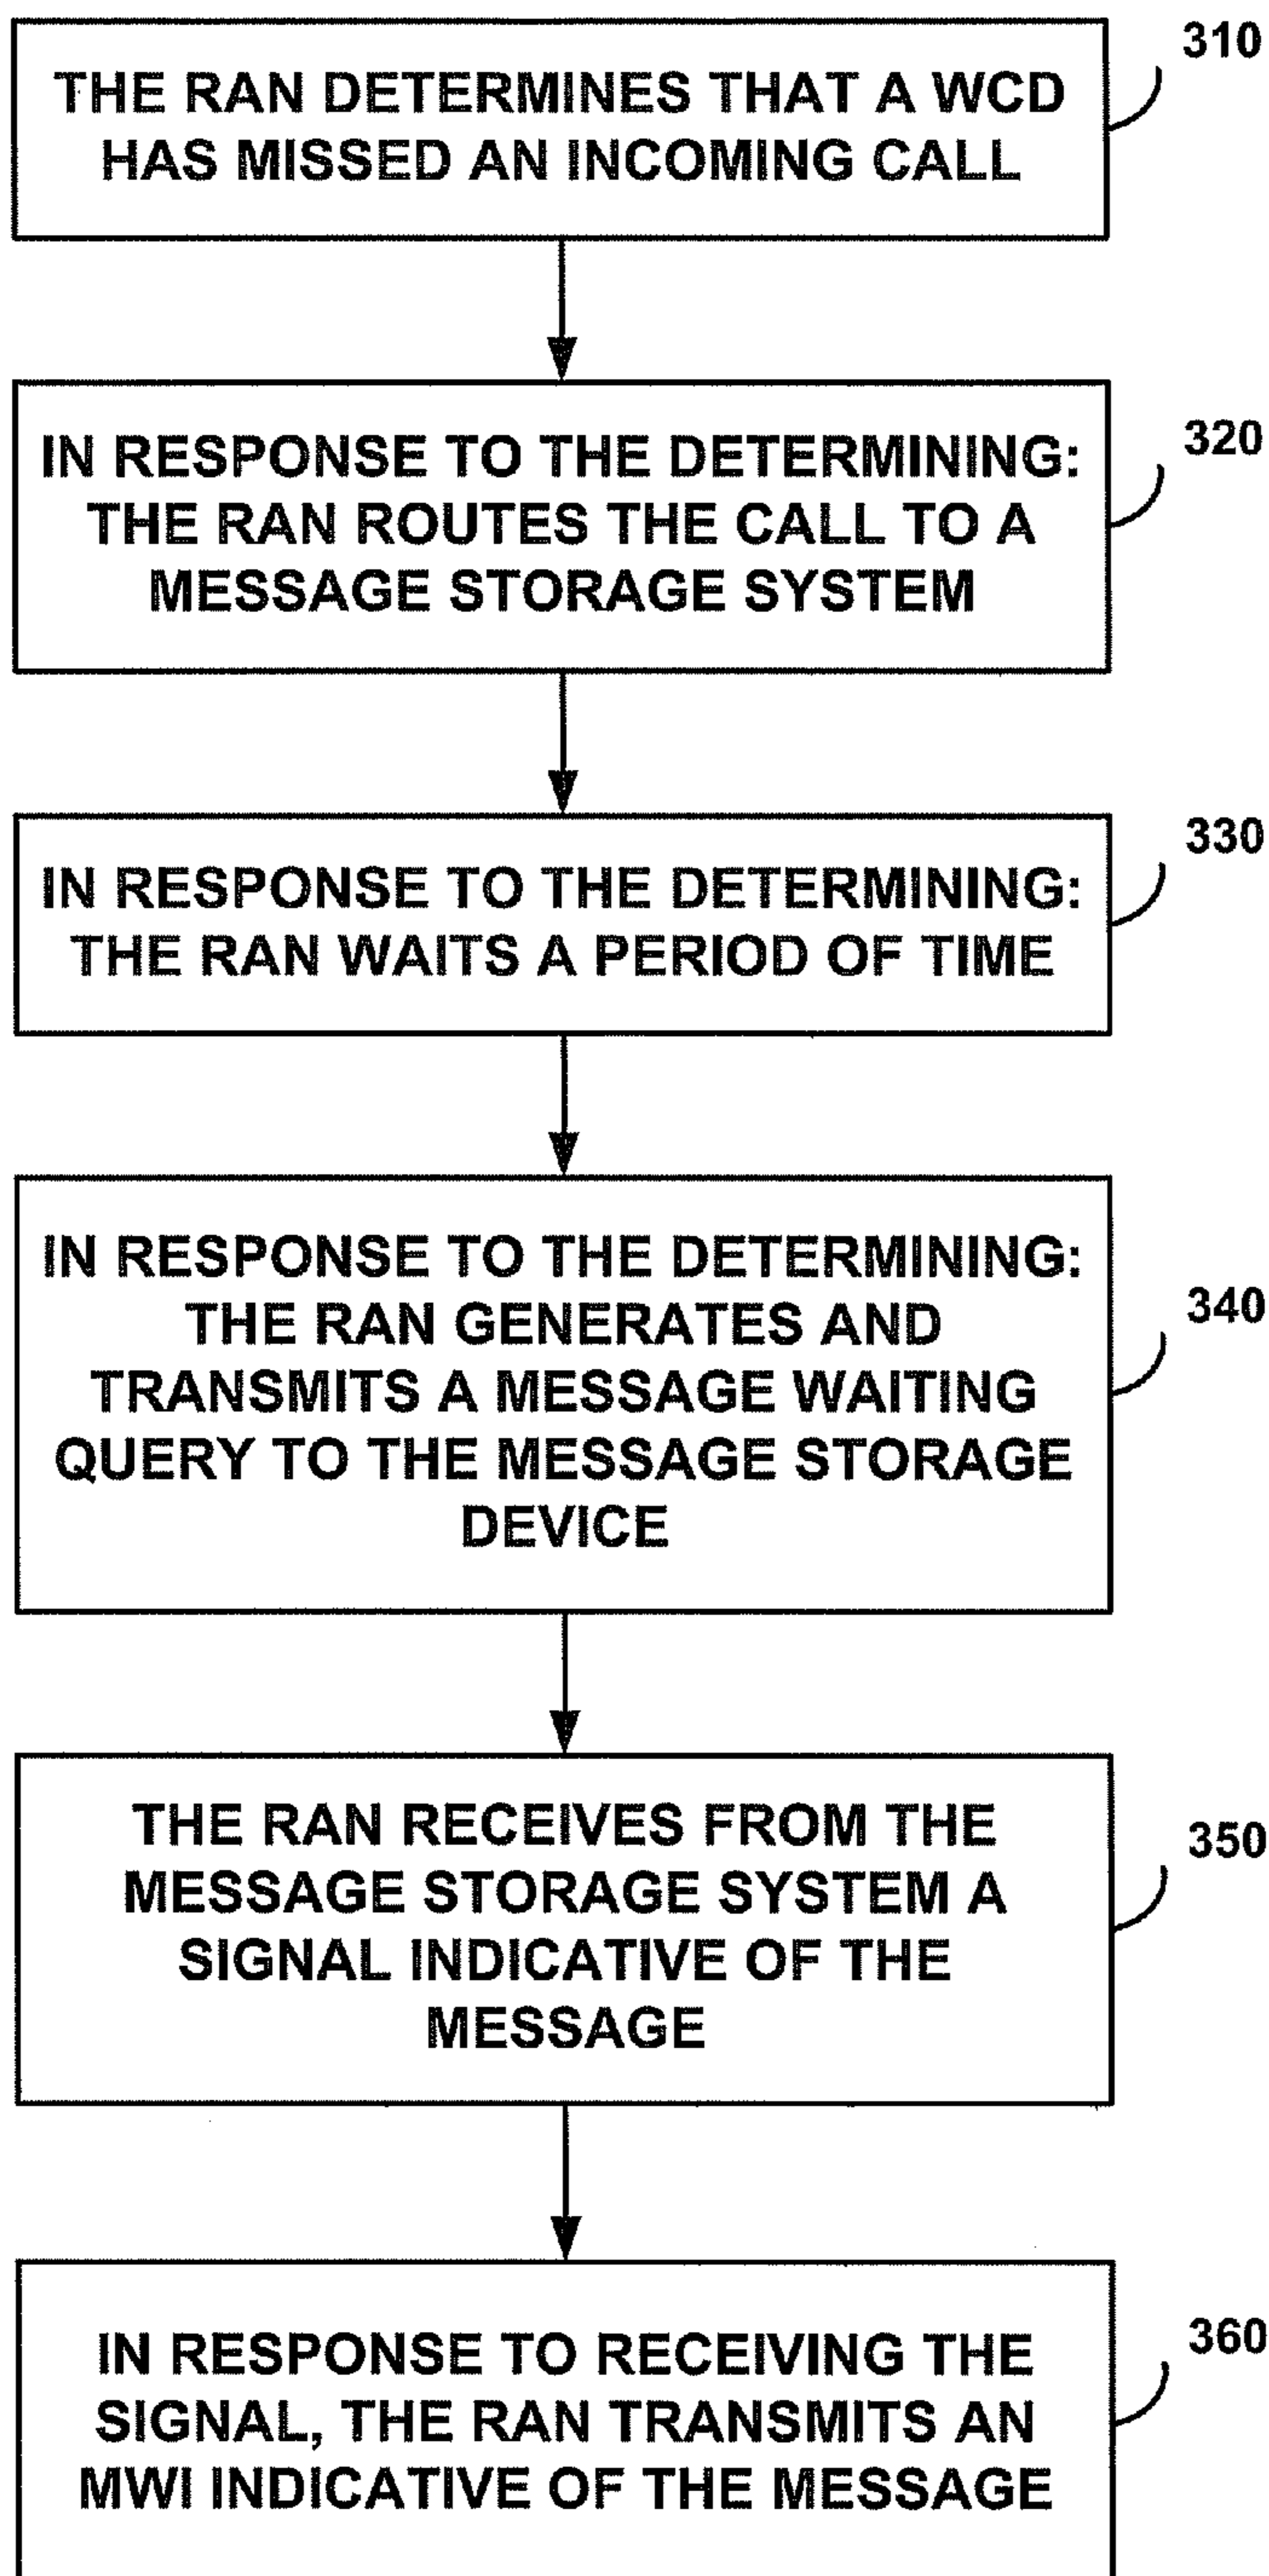 310
THE RAN DETERMINES THAT A WCD
HAS MISSED AN INCOMING CALL
320
IN RESPONSE TO THE DETERMINING:
THE RAN ROUTES THE CALL TO A
MESSAGE STORAGE SYSTEM
330
IN RESPONSE TO THE DETERMINING:
THE RAN WAITS A PERIOD OF TIME
340
IN RESPONSE TO THE DETERMINING:
THE RAN GENERATES AND
TRANSMITS A MESSAGE WAITING
QUERY TO THE MESSAGE STORAGE
DEVICE
350
THE RAN RECEIVES FROM THE
MESSAGE STORAGE SYSTEM A
SIGNAL INDICATIVE OF THE
MESSAGE
360
IN RESPONSE TO RECEIVING THE
SIGNAL, THE RAN TRANSMITS AN
MWI INDICATIVE OF THE MESSAGE